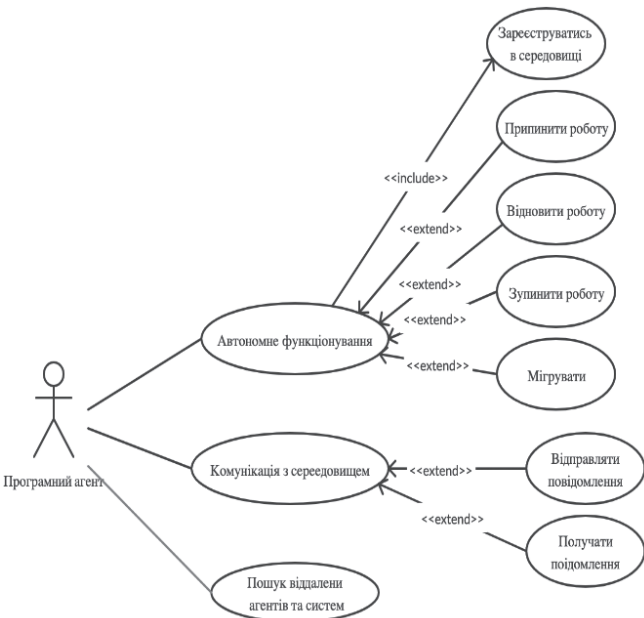 Зареєструватись
в середовищі
Припинити роботу
<<include>>
<<extend>>
Відновити роботу
<<extend>>
Зупинити роботу
<<extend>>
Автономне функціонування
<<extend>>
Мігрувати
Програмний агент
Комунікація з сереедовищем
<<extend>>
Відправляти
повідомлення
<<extend>>
Получати
поідомлення
Пошук віддалени
агентів та систем